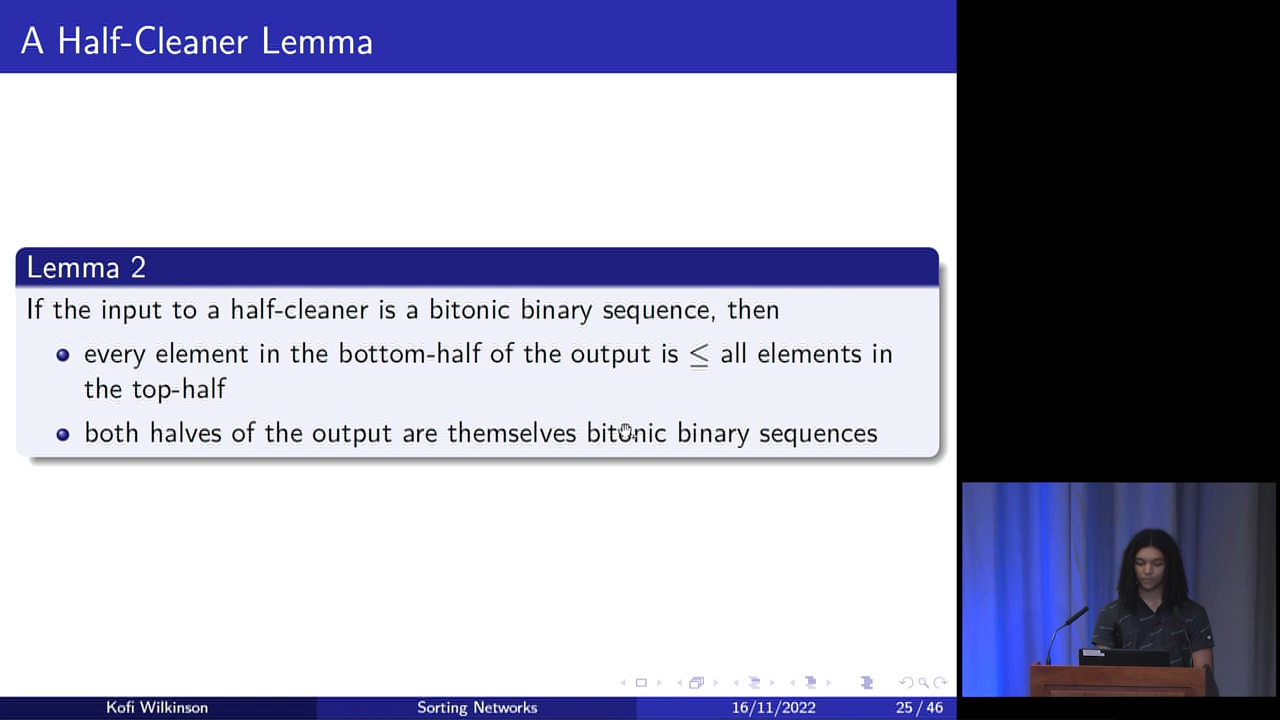 A Half-Cleaner Lemma
Lemma 2
If the input to a half-cleaner is a bitonic binary sequence, then
every element in the bottom-half of the output is ≤ all elements in
the top-half
both halves of the output are themselves bitonic binary sequences
Kofi Wilkinson
Sorting Networks
16/11/2022
25 / 46